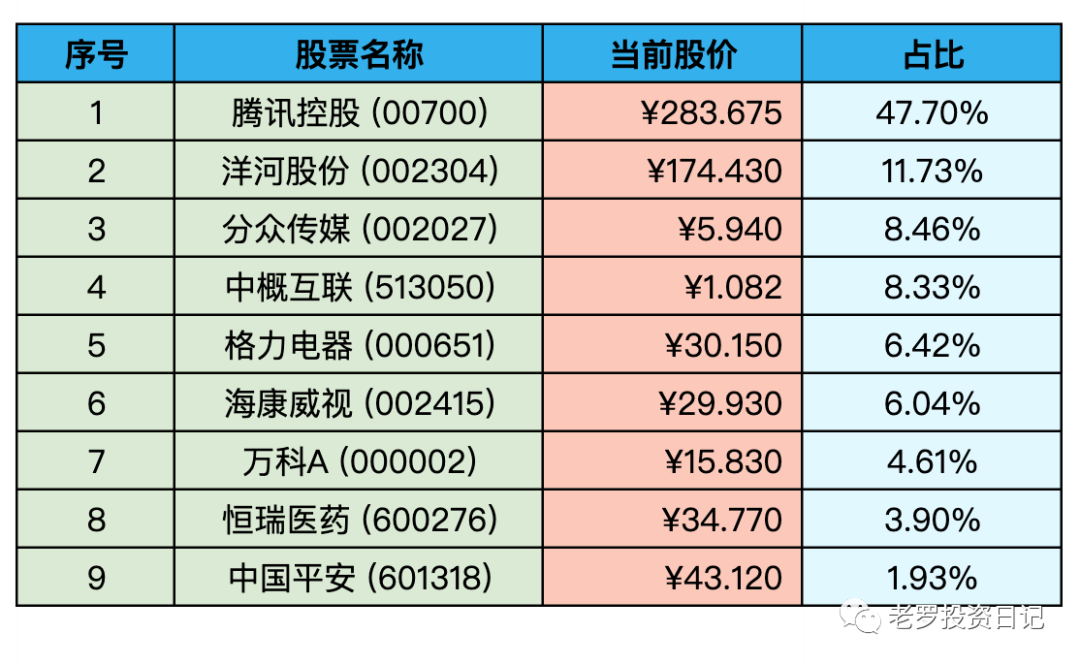 序号 股票名称 当前股价 占比
1 腾讯控股 (00700) ¥283.675 47.70%
2 洋河股份 (002304) ¥174.430 11.73%
3 分众传媒 (002027) ¥5.940 8.46%
4 中概互联 (513050) ¥1.082 8.33%
5 格力电器 (000651) ¥30.150 6.42%
6 海康威视 (002415) ¥29.930 6.04%
7 万科A (000002) ¥15.830 4.61%
8 恒瑞医药 (600276) ¥34.770 3.90%
9 中国平安 (601318) ¥43.120 1.93%
老罗投资日记